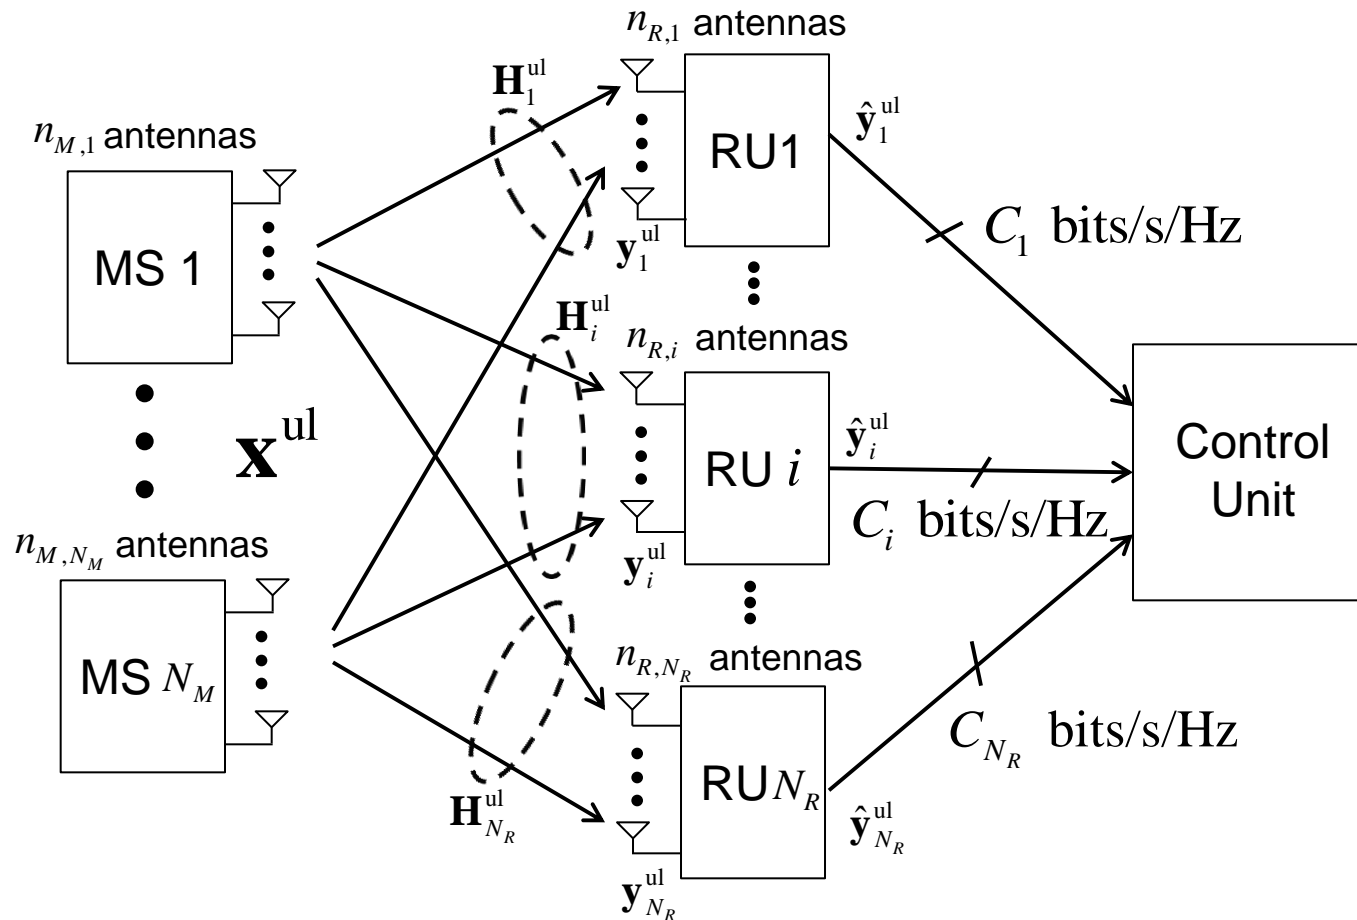 n_{R,1} antennas
H_1^{ul}
RU1
ŷ_1^{ul}
n_{M,1} antennas
MS 1
y_1^{ul}
C_1 bits/s/Hz
H_i^{ul}
n_{R,i} antennas
x^{ul}
RU i
ŷ_i^{ul}
Control
Unit
C_i bits/s/Hz
n_{M,N_M} antennas
y_i^{ul}
MS N_M
n_{R,N_R} antennas
C_{N_R} bits/s/Hz
RU N_R
H_{N_R}^{ul}
ŷ_{N_R}^{ul}
y_{N_R}^{ul}